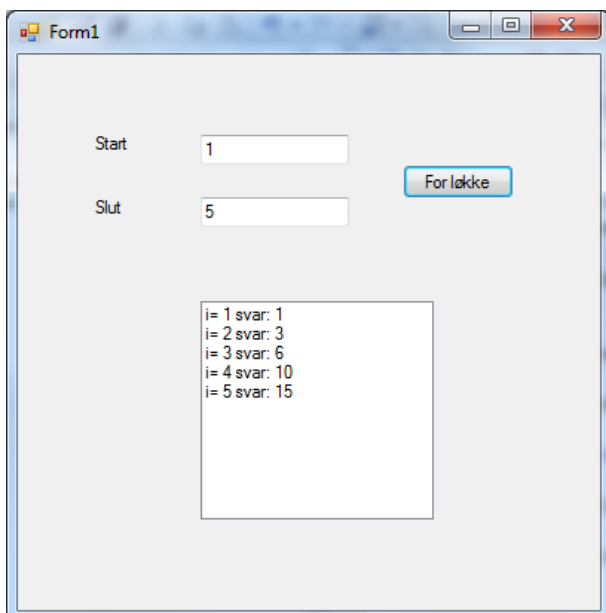 Form1
Start
1
For løkke
Slut
5
i= 1 svar: 1
i= 2 svar: 3
i= 3 svar: 6
i= 4 svar: 10
i= 5 svar: 15